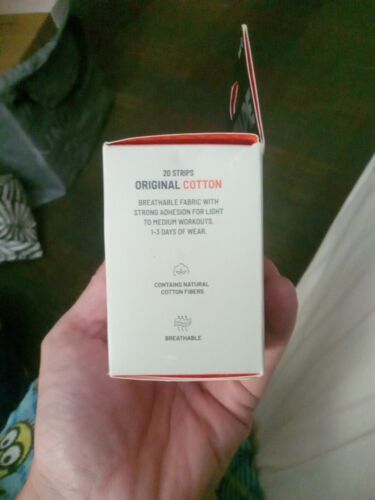 20 STRIPS
ORIGINAL COTTON
BREATHABLE FABRIC WITH
STRONG ADHESION FOR LIGHT
TO MEDIUM WORKOUTS.
1-3 DAYS OF WEAR.
CONTAINS NATURAL
COTTON FIBERS
BREATHABLE